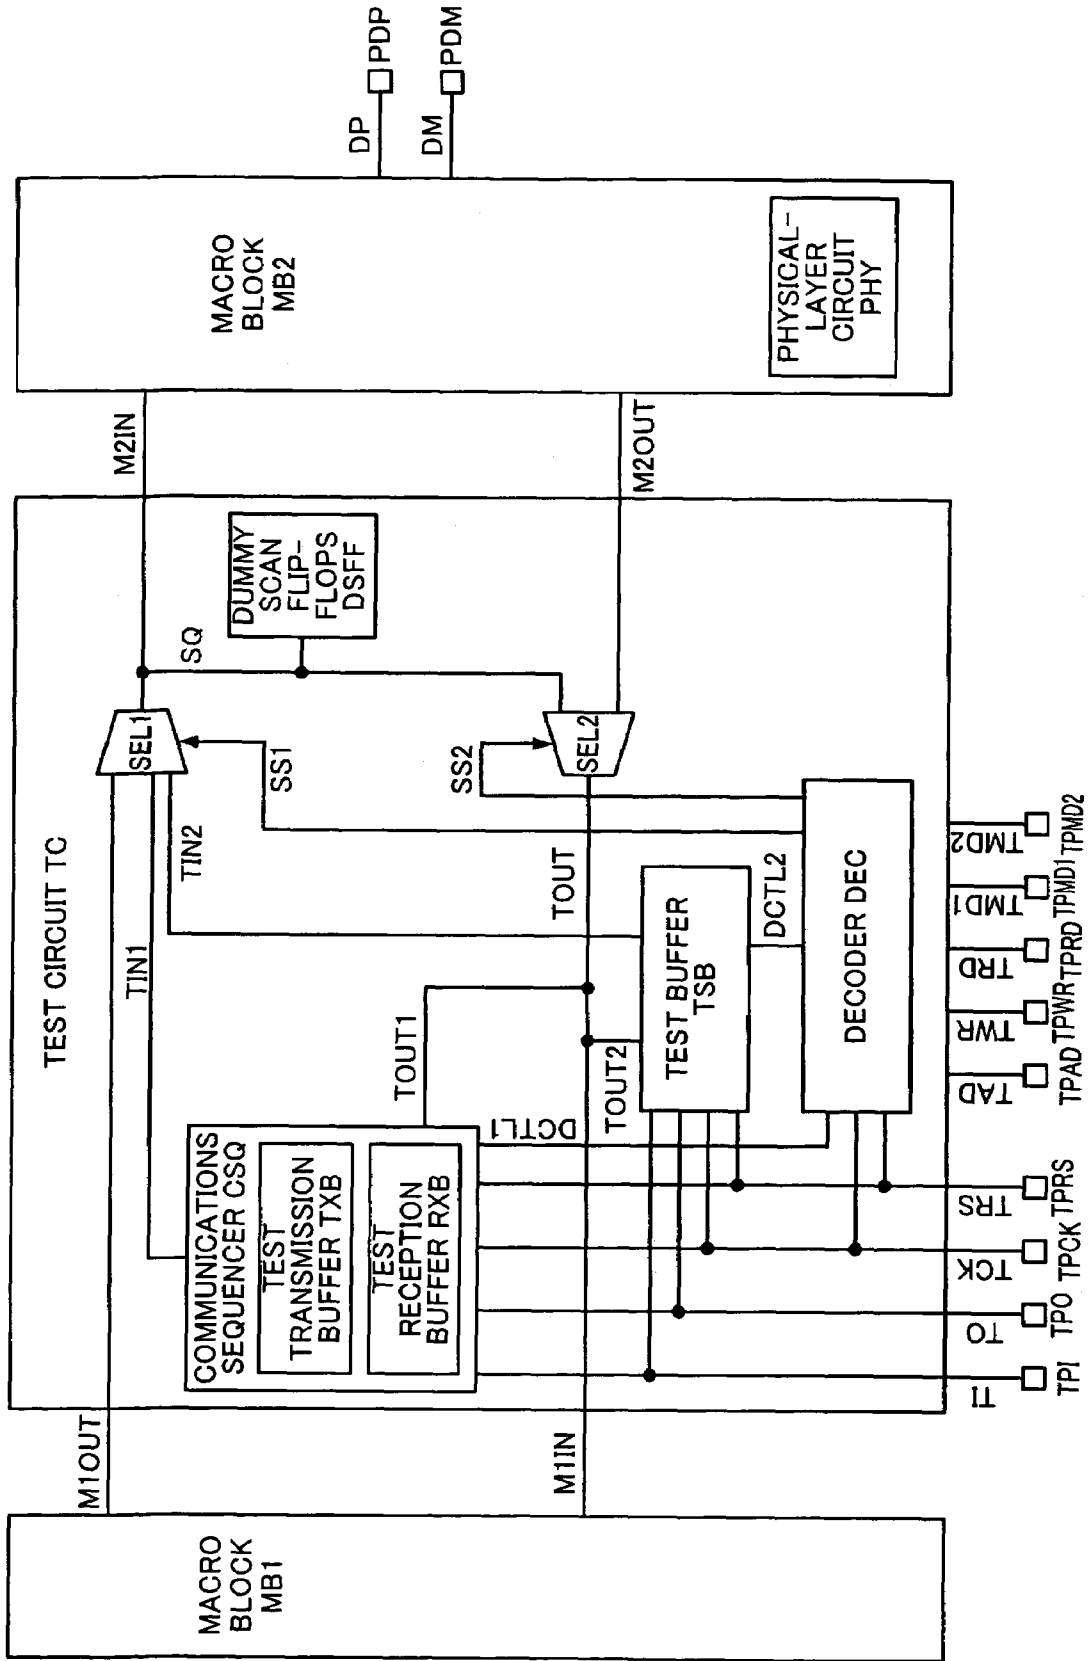 MACRO
BLOCK
MB1
M1OUT
M1IN
TEST CIRCUIT TC
COMMUNICATIONS
SEQUENCER CSQ
TEST
TRANSMISSION
BUFFER TXB
TEST
RECEPTION
BUFFER RXB
TIN1
TIN2
TOUT1
TOUT
TOUT2
DCTL1
DCTL2
TEST BUFFER
TSB
DECODER DEC
SEL1
SS1
SEL2
SS2
SQ
DUMMY
SCAN
FLIP-
FLOPS
DSFF
M2IN
M2OUT
MACRO
BLOCK
MB2
PHYSICAL-
LAYER
CIRCUIT
PHY
DP
PDP
DM
PDM
TI
TO
TCK
TRS
TAD
TWR
TRD
TMD1
TMD2
TPI
TPO
TPCK
TPRS
TPAD
TPWR
TPRD
TPMD1
TPMD2